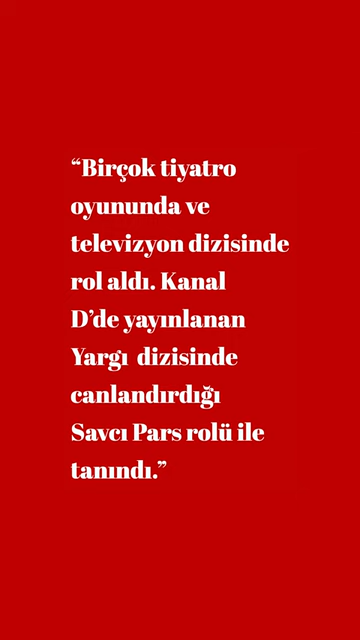 “Birçok tiyatro
oyununda ve
televizyon dizisinde
rol aldı. Kanal
D’de yayınlanan
Yargı dizisinde
canlandırdığı
Savcı Pars rolü ile
tanındı.”